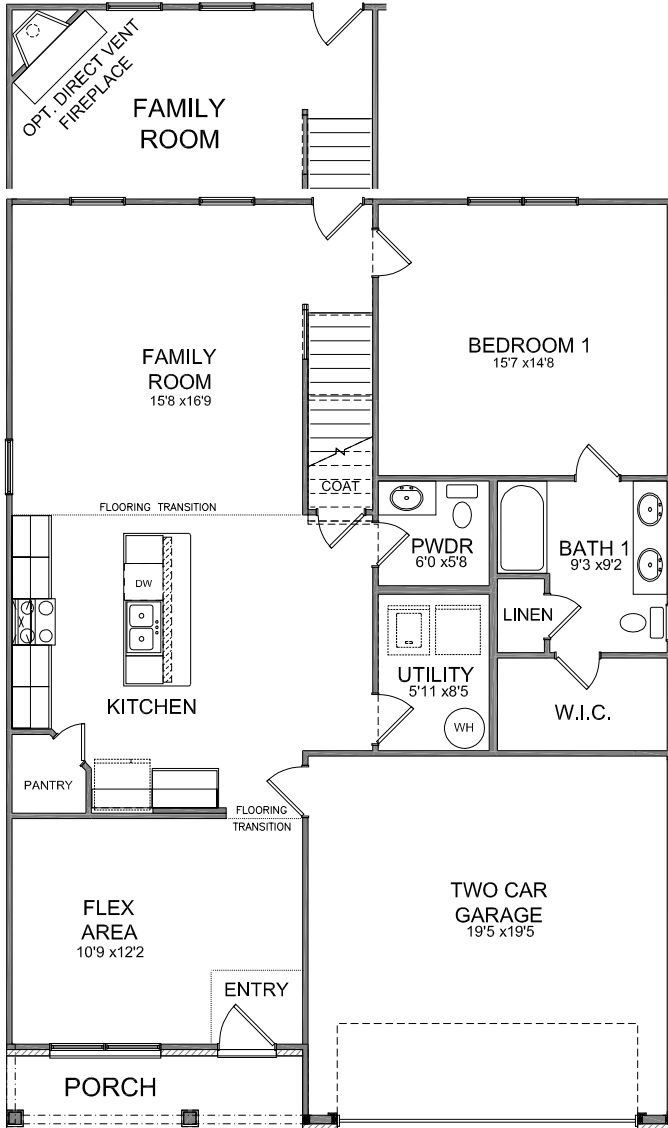 OPT. DIRECT VENT
FIREPLACE
FAMILY
ROOM
FAMILY
ROOM
15'8 x16'9
BEDROOM 1
15'7 x14'8
COAT
FLOORING TRANSITION
PWDR
6'0 x5'8
BATH 1
9'3 x9'2
DW
LINEN
UTILITY
5'11 x8'5
KITCHEN
WH
W.I.C.
PANTRY
FLOORING
TRANSITION
FLEX
AREA
10'9 x12'2
TWO CAR
GARAGE
19'5 x19'5
ENTRY
PORCH